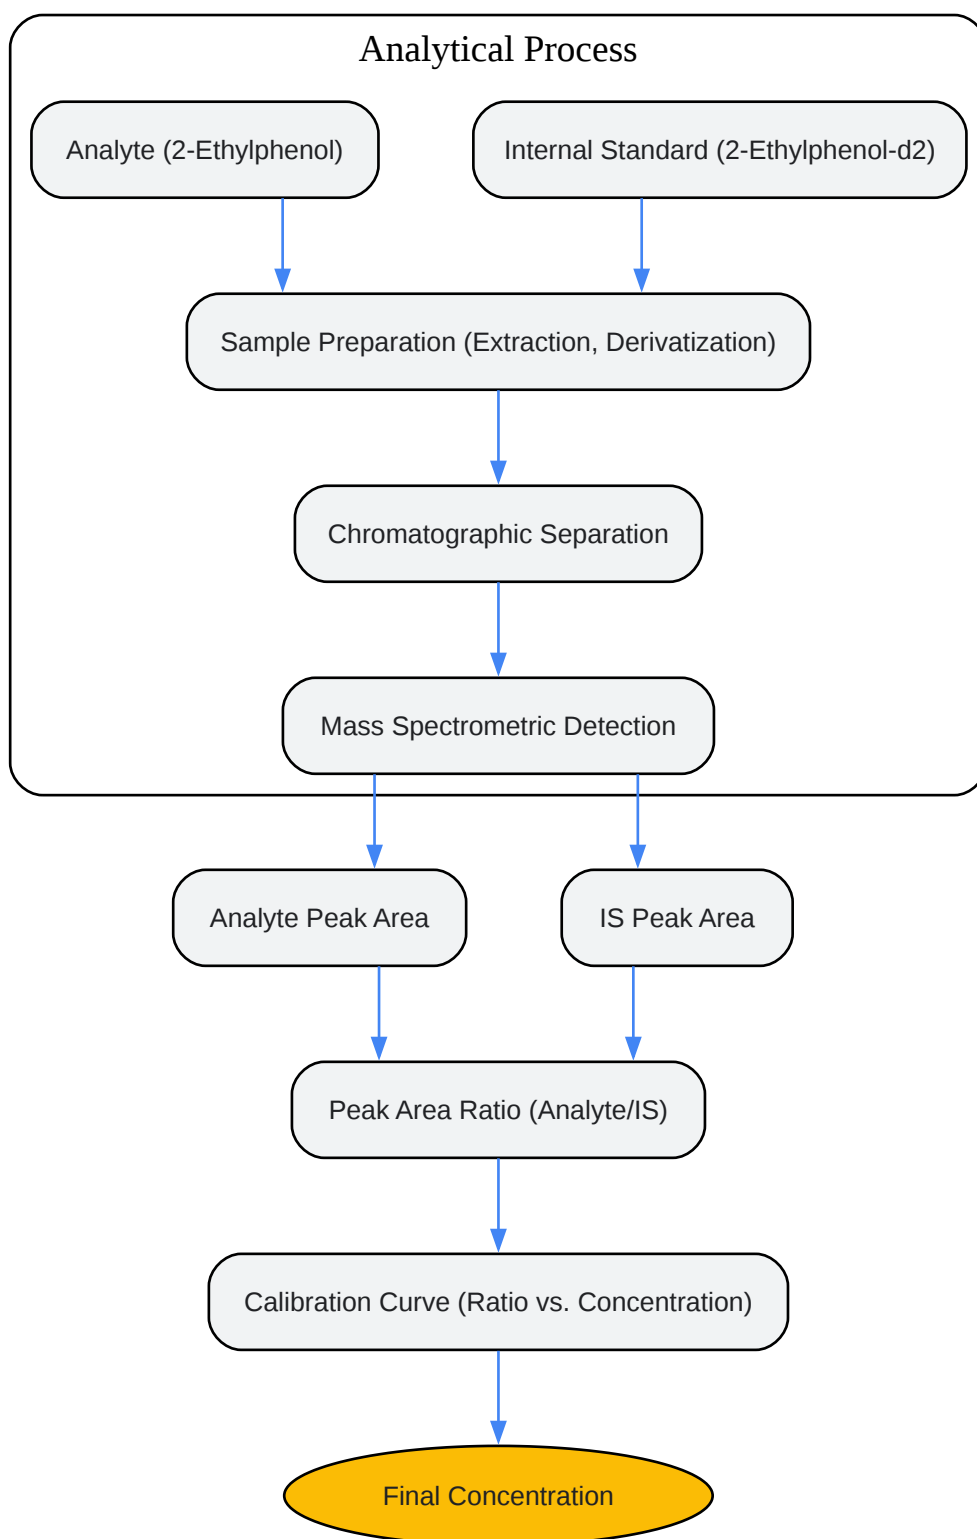 Analytical Process
Analyte (2-Ethylphenol)
Internal Standard (2-Ethylphenol-d2)
Sample Preparation (Extraction, Derivatization)
Chromatographic Separation
Mass Spectrometric Detection
Analyte Peak Area
IS Peak Area
Peak Area Ratio (Analyte/IS)
Calibration Curve (Ratio vs. Concentration)
Final Concentration